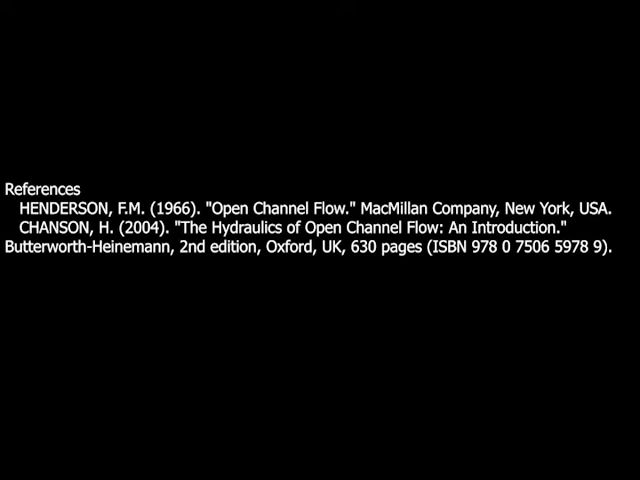 References
HENDERSON, F.M. (1966). "Open Channel Flow." MacMillan Company, New York, USA.
CHANSON, H. (2004). "The Hydraulics of Open Channel Flow: An Introduction."
Butterworth-Heinemann, 2nd edition, Oxford, UK, 630 pages (ISBN 978 0 7506 5978 9).